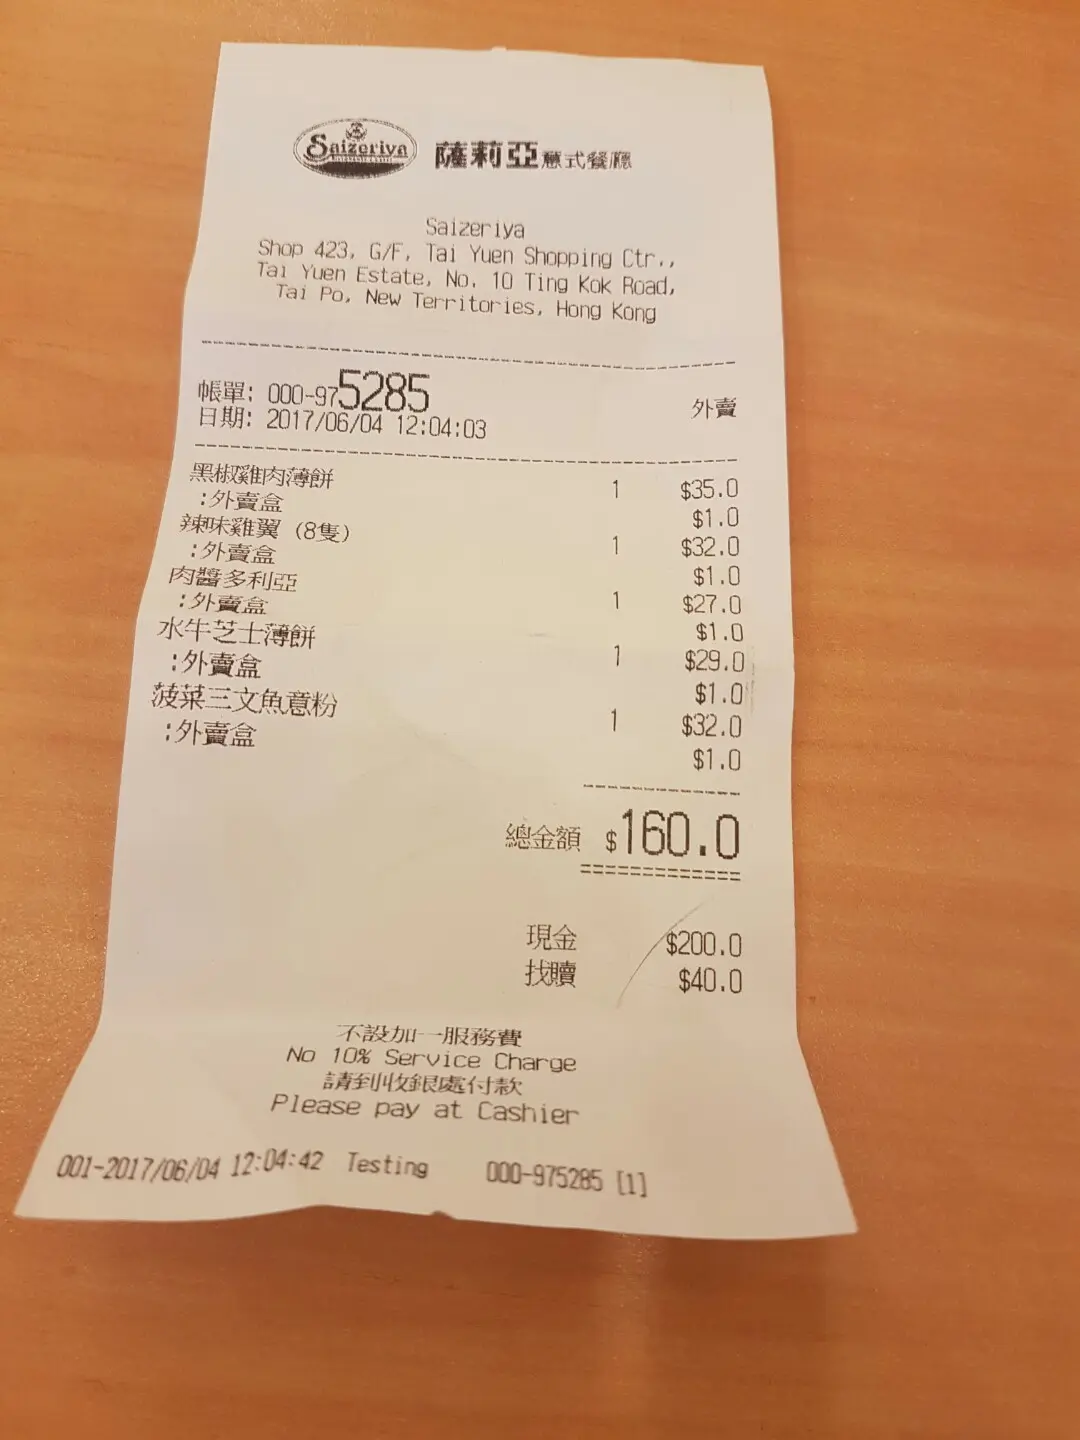 Saizeriya 薩莉亞意式餐廳
Saizeriya
Shop 423, G/F, Tai Yuen Shopping Ctr.,
Tai Yuen Estate, No. 10 Ting Kok Road,
Tai Po, New Territories, Hong Kong
帳單: 000-975285 外賣
日期: 2017/06/04 12:04:03
黑椒雞肉薄餅 1 $35.0
:外賣盒 $1.0
辣味雞翼 (8隻) 1 $32.0
:外賣盒 $1.0
肉醬多利亞 1 $27.0
:外賣盒 $1.0
水牛芝士薄餅 1 $29.0
:外賣盒 $1.0
菠菜三文魚意粉 1 $32.0
:外賣盒 $1.0
總金額 $160.0
現金 $200.0
找贖 $40.0
不設加一服務費
No 10% Service Charge
請到收銀處付款
Please pay at Cashier
001-2017/06/04 12:04:42 Testing 000-975285 [1]